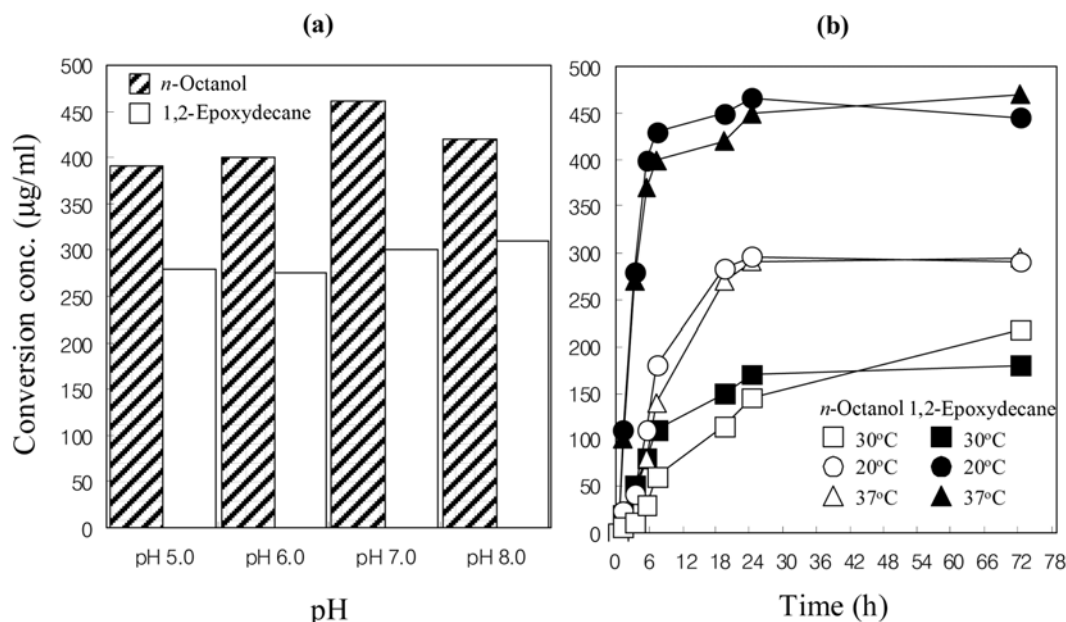 (a)
(b)
Conversion conc. (µg/ml)
500
450
400
350
300
250
200
150
100
50
0
n-Octanol
1,2-Epoxydecane
pH 5.0 pH 6.0 pH 7.0 pH 8.0
pH
500
450
400
350
300
250
200
150
100
50
0
n-Octanol 1,2-Epoxydecane
30°C 30°C
20°C 20°C
37°C 37°C
0 6 12 18 24 30 36 42 48 54 60 66 72 78
Time (h)